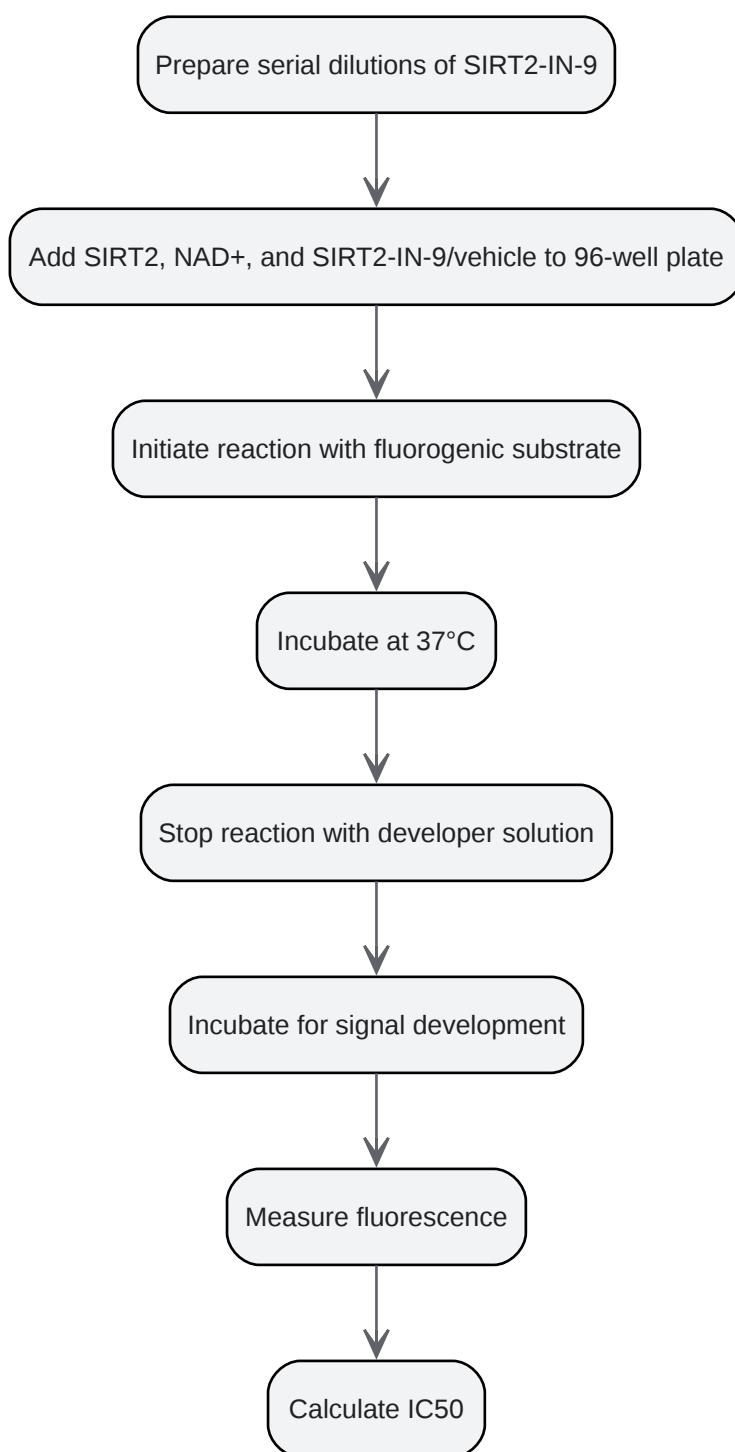 Prepare serial dilutions of SIRT2-IN-9
Add SIRT2, NAD+, and SIRT2-IN-9/vehicle to 96-well plate
Initiate reaction with fluorogenic substrate
Incubate at 37°C
Stop reaction with developer solution
Incubate for signal development
Measure fluorescence
Calculate IC50